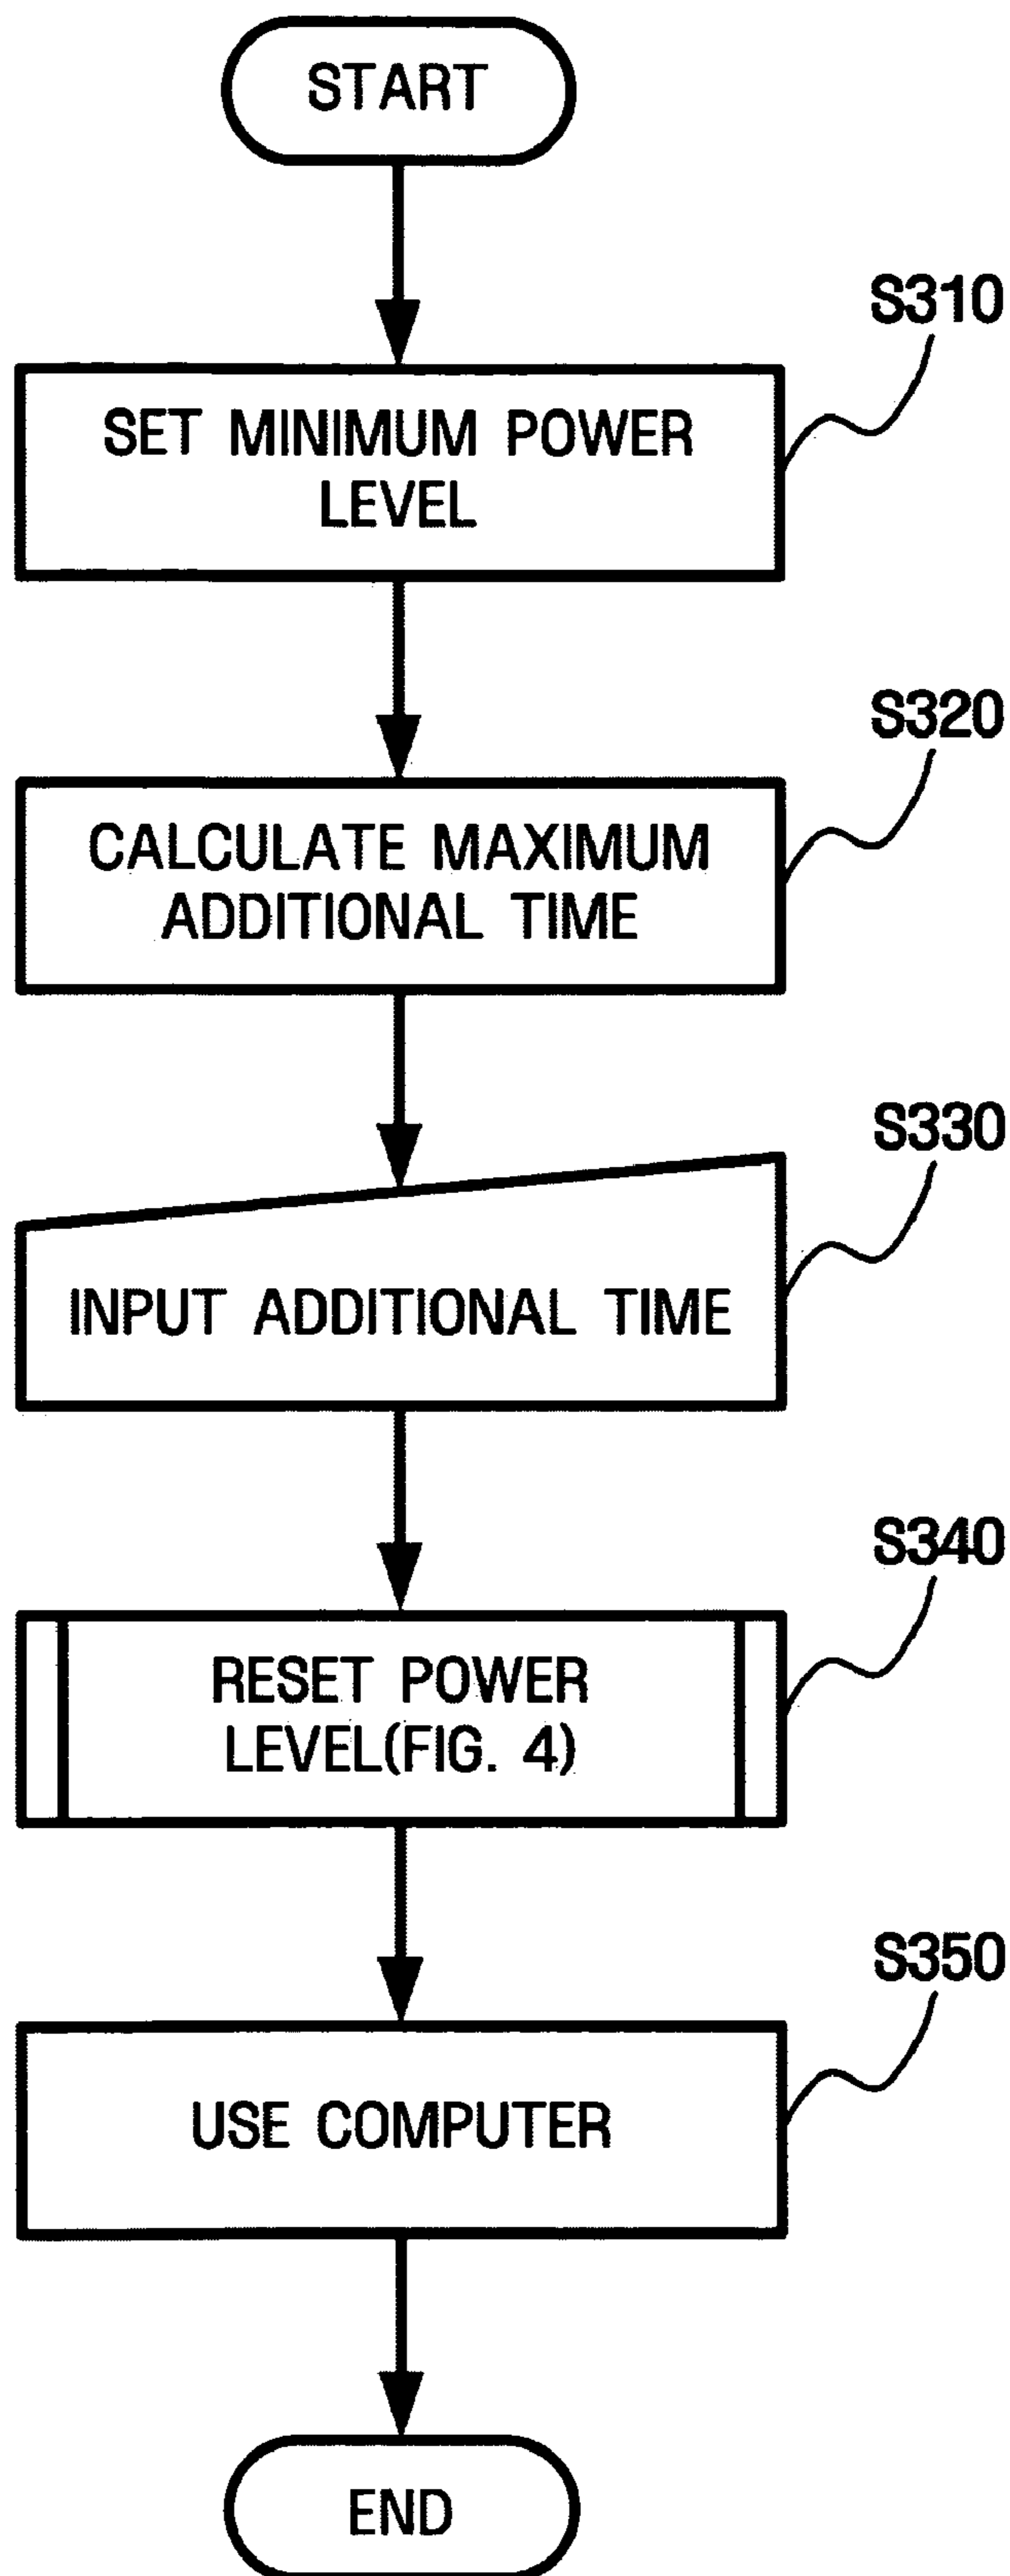 START
S310
SET MINIMUM POWER
LEVEL
S320
CALCULATE MAXIMUM
ADDITIONAL TIME
S330
INPUT ADDITIONAL TIME
S340
RESET POWER
LEVEL(FIG. 4)
S350
USE COMPUTER
END